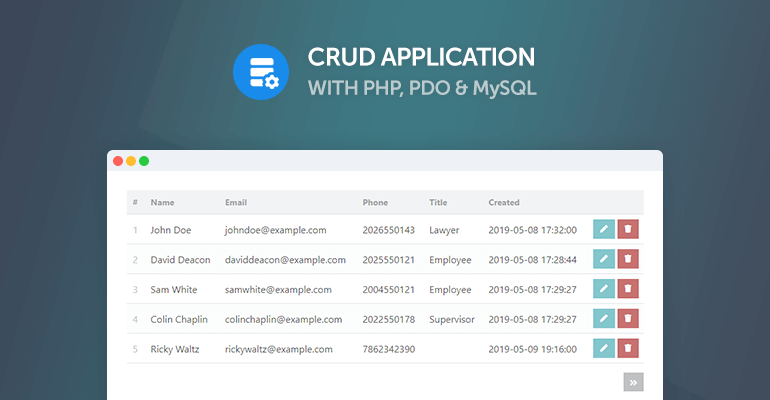 CRUD APPLICATION
WITH PHP, PDO & MySQL
# Name Email Phone Title Created
1 John Doe johndoe@example.com 2026550143 Lawyer 2019-05-08 17:32:00
2 David Deacon daviddeacon@example.com 2025550121 Employee 2019-05-08 17:28:44
3 Sam White samwhite@example.com 2004550121 Employee 2019-05-08 17:29:27
4 Colin Chaplin colinchaplin@example.com 2022550178 Supervisor 2019-05-08 17:29:27
5 Ricky Waltz rickywaltz@example.com 7862342390 2019-05-09 19:16:00